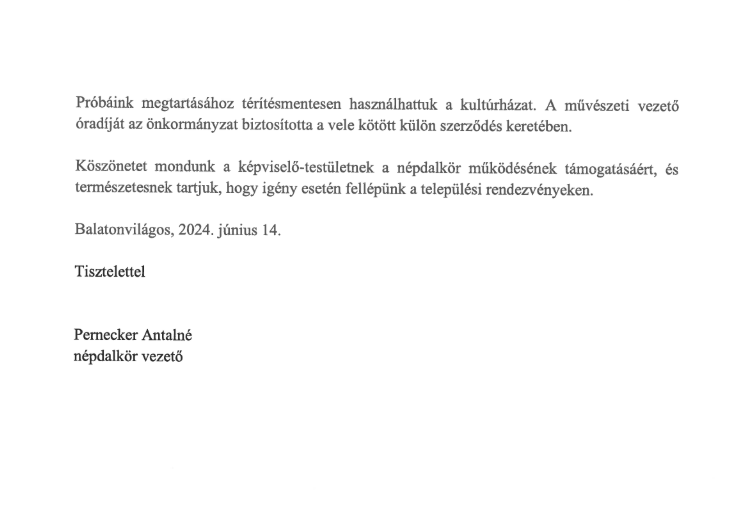 Próbáink megtartásához térítésmentesen használhattuk a kultúrházat. A művészeti vezető
óradíját az önkormányzat biztosította a vele kötött külön szerződés keretében.
Köszönetet mondunk a képviselő-testületnek a népdalkör működésének támogatásáért, és
természetesnek tartjuk, hogy igény esetén fellépünk a települési rendezvényeken.
Balatonvilágos, 2024. június 14.
Tisztelettel
Pernecker Antalné
népdalkör vezető